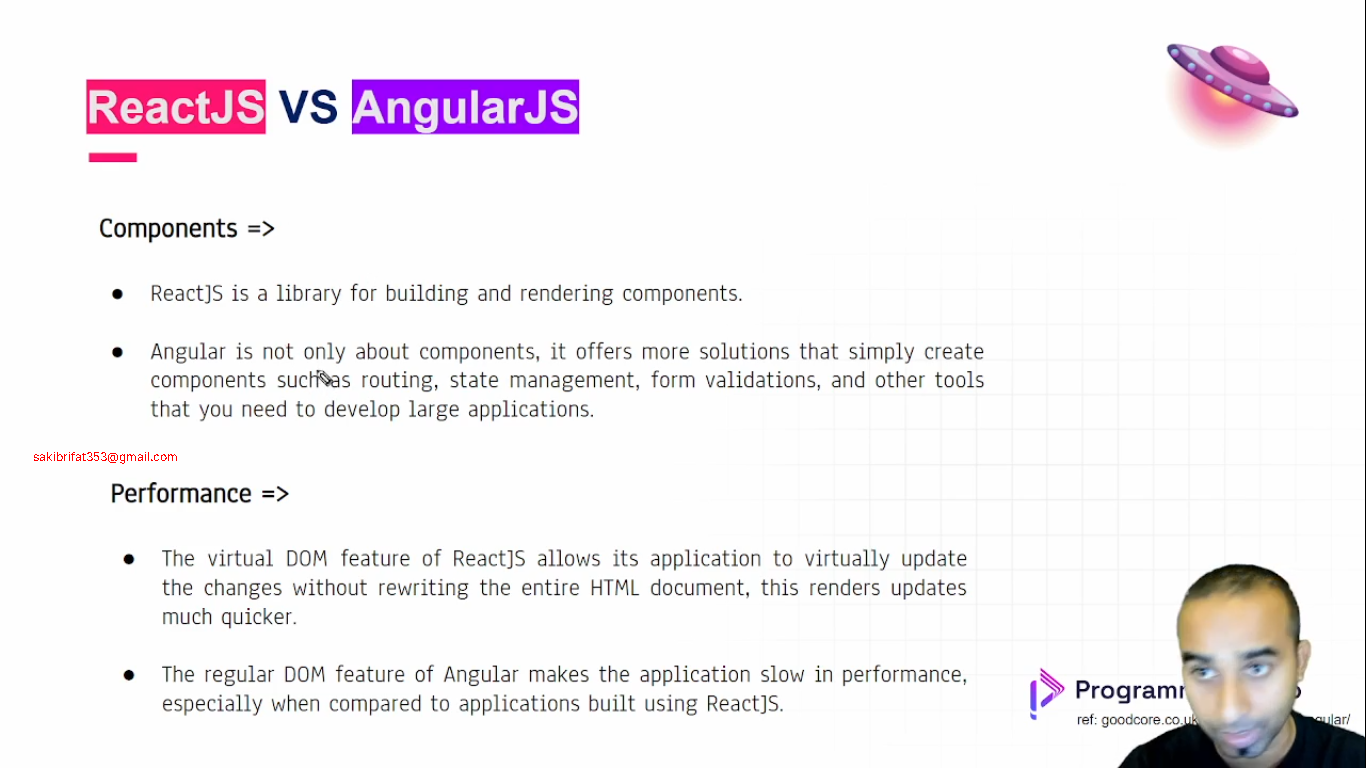 ReactJS VS AngularJS
Components =>
● ReactJS is a library for building and rendering components.
● Angular is not only about components, it offers more solutions that simply create
components such as routing, state management, form validations, and other tools
that you need to develop large applications.
sakibrifat353@gmail.com
Performance =>
● The virtual DOM feature of ReactJS allows its application to virtually update
the changes without rewriting the entire HTML document, this renders updates
much quicker.
● The regular DOM feature of Angular makes the application slow in performance,
especially when compared to applications built using ReactJS.
ref: goodcore.co.uk